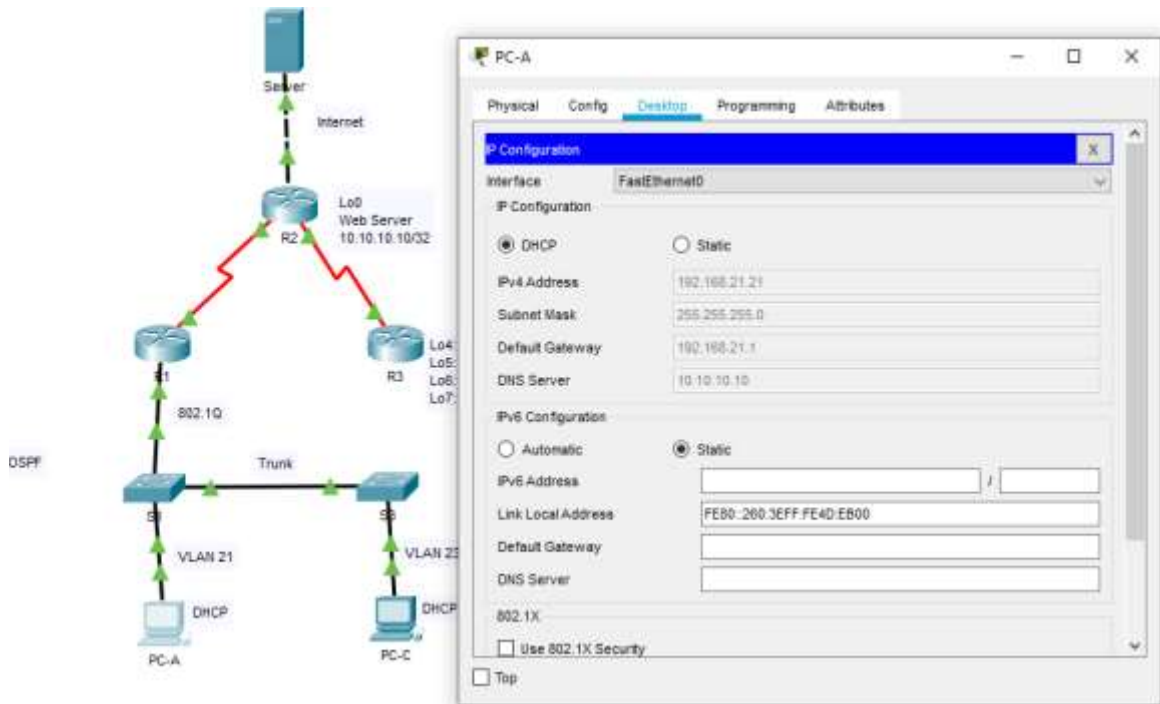 Server
Internet
Lo0
Web Server
10.10.10.10/32
R2
R1
R3
Lo4:
Lo5:
Lo6:
Lo7:
802.1Q
OSPF
Trunk
S1
S3
VLAN 21
VLAN 23
DHCP
DHCP
PC-A
PC-C
PC-A
Physical Config Desktop Programming Attributes
IP Configuration X
Interface FastEthernet0
IP Configuration
DHCP Static
IPv4 Address 192.168.21.21
Subnet Mask 255.255.255.0
Default Gateway 192.168.21.1
DNS Server 10.10.10.10
IPv6 Configuration
Automatic Static
IPv6 Address /
Link Local Address FE80::260:3EFF:FE4D:EB00
Default Gateway
DNS Server
802.1X
Use 802.1X Security
Top